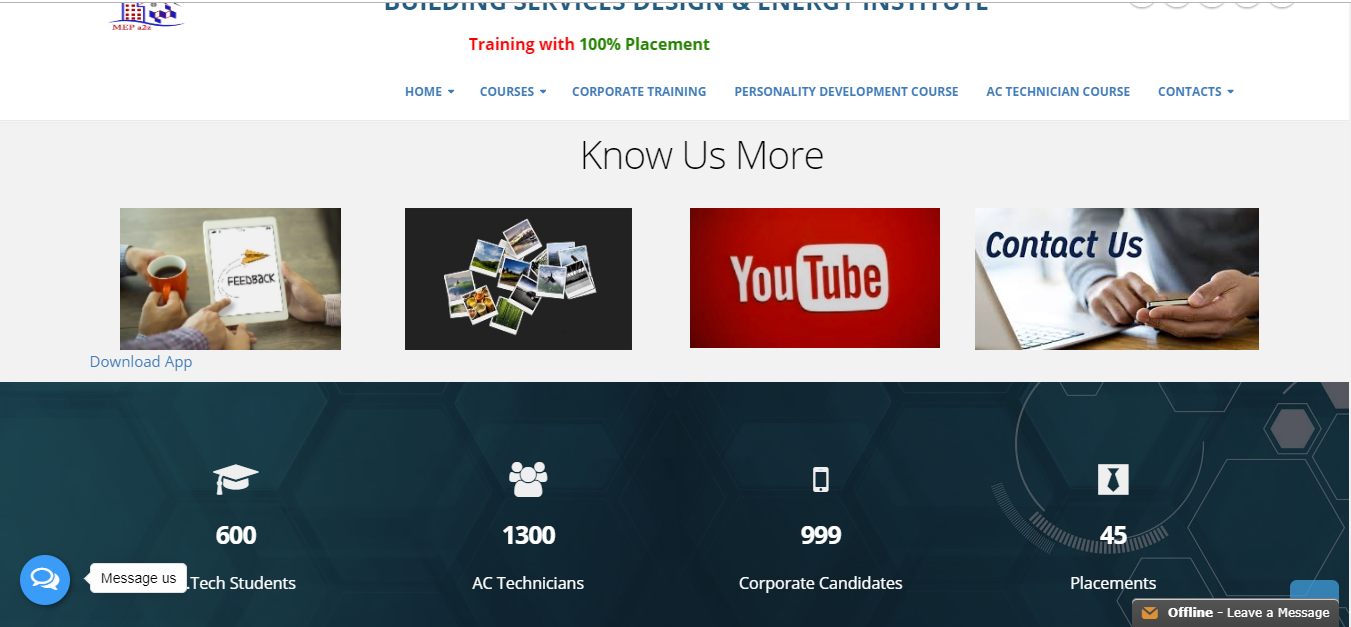 BUILDING SERVICES DESIGN & ENERGY INSTITUTE
MEP a2z
Training with 100% Placement
HOME COURSES CORPORATE TRAINING PERSONALITY DEVELOPMENT COURSE AC TECHNICIAN COURSE CONTACTS
Know Us More
FEEDBACK
YouTube
Contact Us
Download App
600 1300 999 45
.Tech Students AC Technicians Corporate Candidates Placements
Message us
Offline - Leave a Message